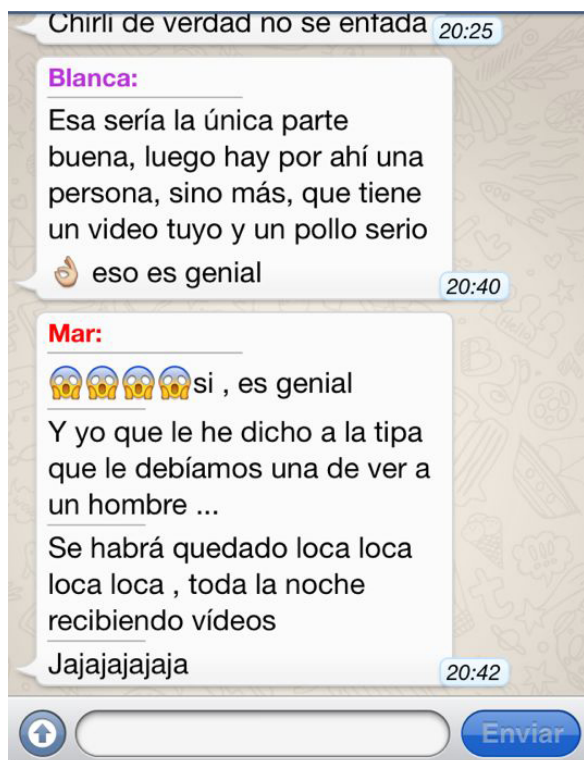 Chirli de verdad no se enfada 20:25
Blanca:
Esa sería la única parte
buena, luego hay por ahí una
persona, sino más, que tiene
un video tuyo y un pollo serio
👌 eso es genial
20:40
Mar:
😱😱😱😱si , es genial
Y yo que le he dicho a la tipa
que le debíamos una de ver a
un hombre ...
Se habrá quedado loca loca
loca loca , toda la noche
recibiendo vídeos
Jajajajajaja
20:42
Enviar